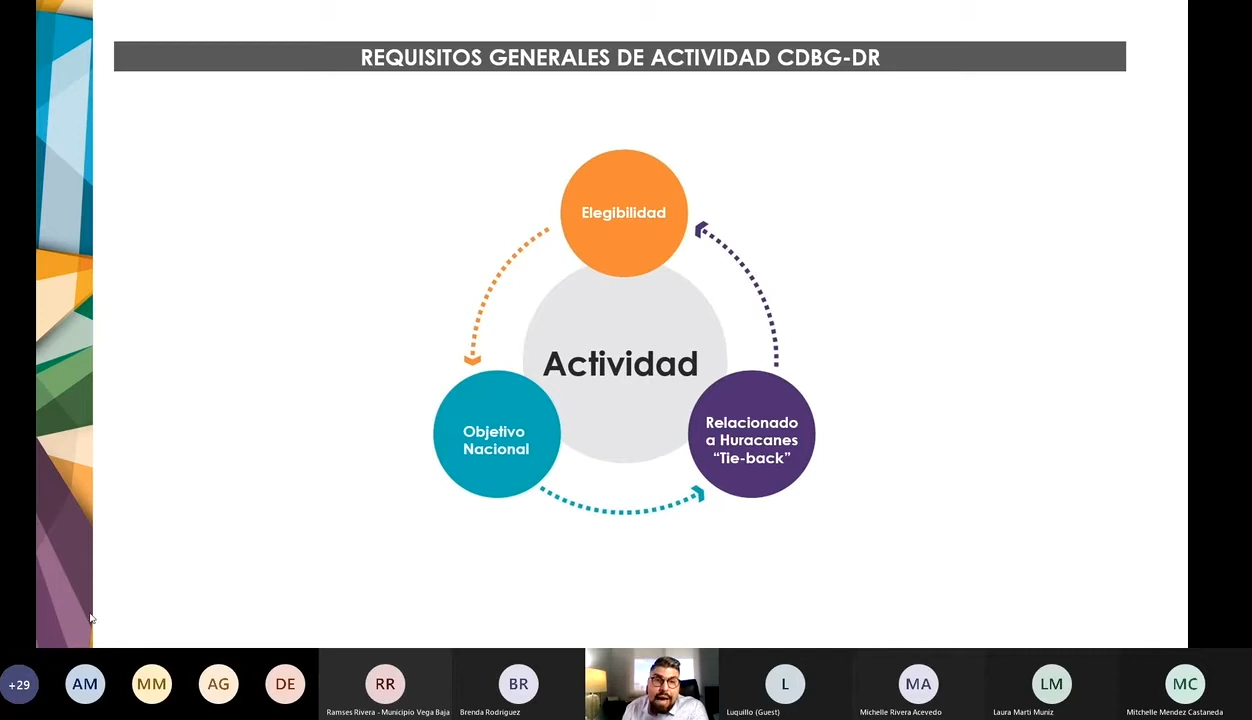 REQUISITOS GENERALES DE ACTIVIDAD CDBG-DR
Elegibilidad
Actividad
Objetivo
Nacional
Relacionado
a Huracanes
“Tie-back”
+29
AM
MM
AG
DE
RR
BR
L
MA
LM
MC
Ramses Rivera - Municipio Vega Baja
Brenda Rodriguez
Luquillo (Guest)
Michelle Rivera Acevedo
Laura Marti Muniz
Mitchelle Mendez Castaneda